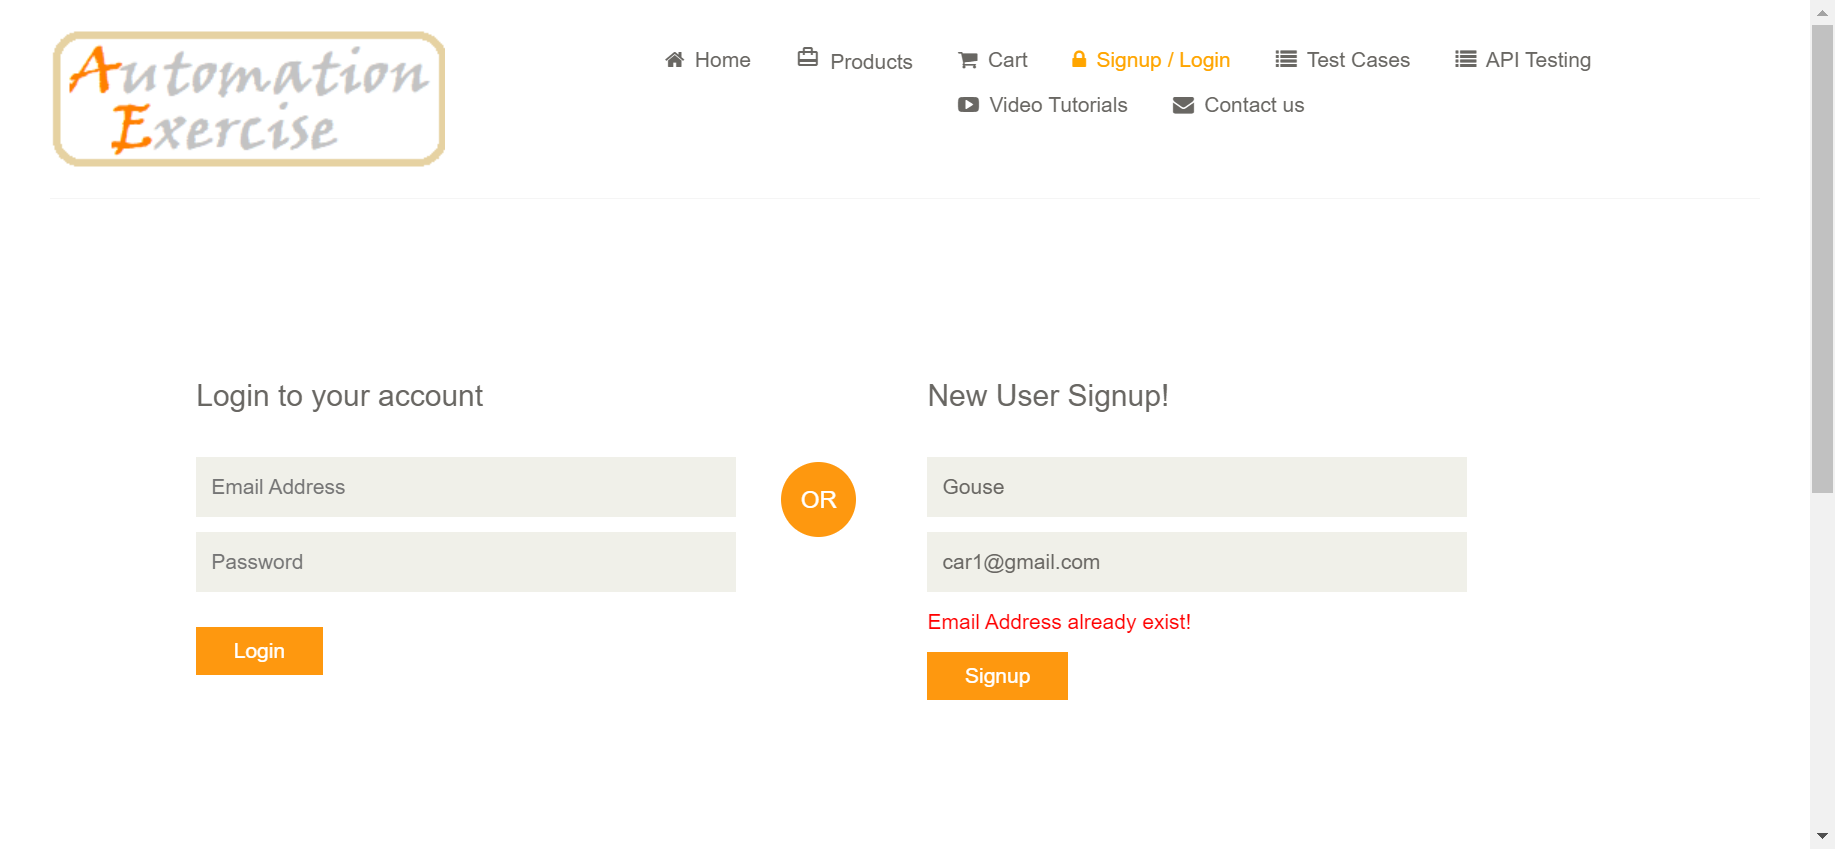 Automation
Exercise
Home
Products
Cart
Signup / Login
Test Cases
API Testing
Video Tutorials
Contact us
Login to your account
Email Address
Password
Login
OR
New User Signup!
Gouse
car1@gmail.com
Email Address already exist!
Signup